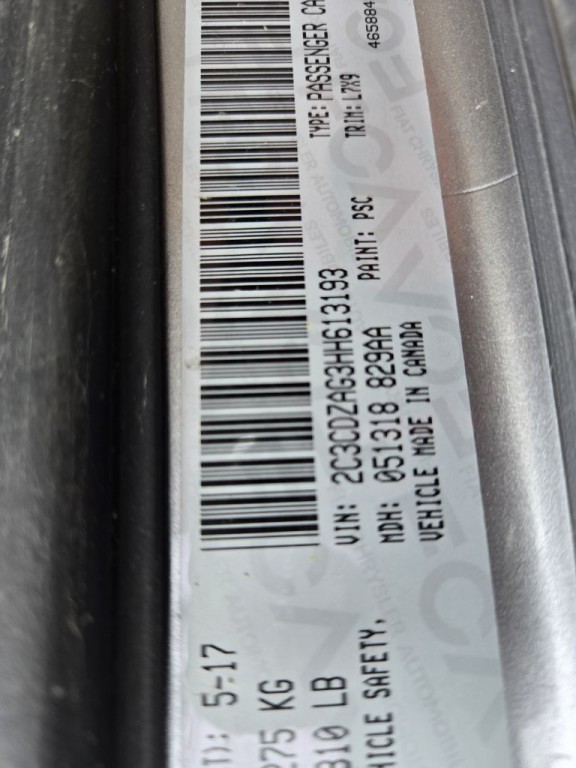 T): 5-17
275 KG
310 LB
HICLE SAFETY,
VIN: 2C3CDZAG3HH613193
TYPE: PASSENGER CA
MDH: 051318 829AA PAINT: PSC TRIM: L7X9
VEHICLE MADE IN CANADA
465884